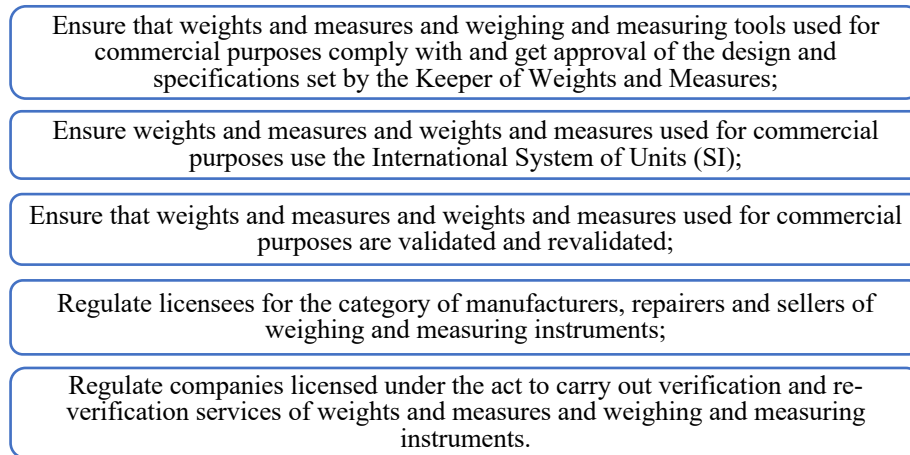 Ensure that weights and measures and weighing and measuring tools used for
commercial purposes comply with and get approval of the design and
specifications set by the Keeper of Weights and Measures;
Ensure weights and measures and weights and measures used for commercial
purposes use the International System of Units (SI);
Ensure that weights and measures and weights and measures used for commercial
purposes are validated and revalidated;
Regulate licensees for the category of manufacturers, repairers and sellers of
weighing and measuring instruments;
Regulate companies licensed under the act to carry out verification and re-
verification services of weights and measures and weighing and measuring
instruments.